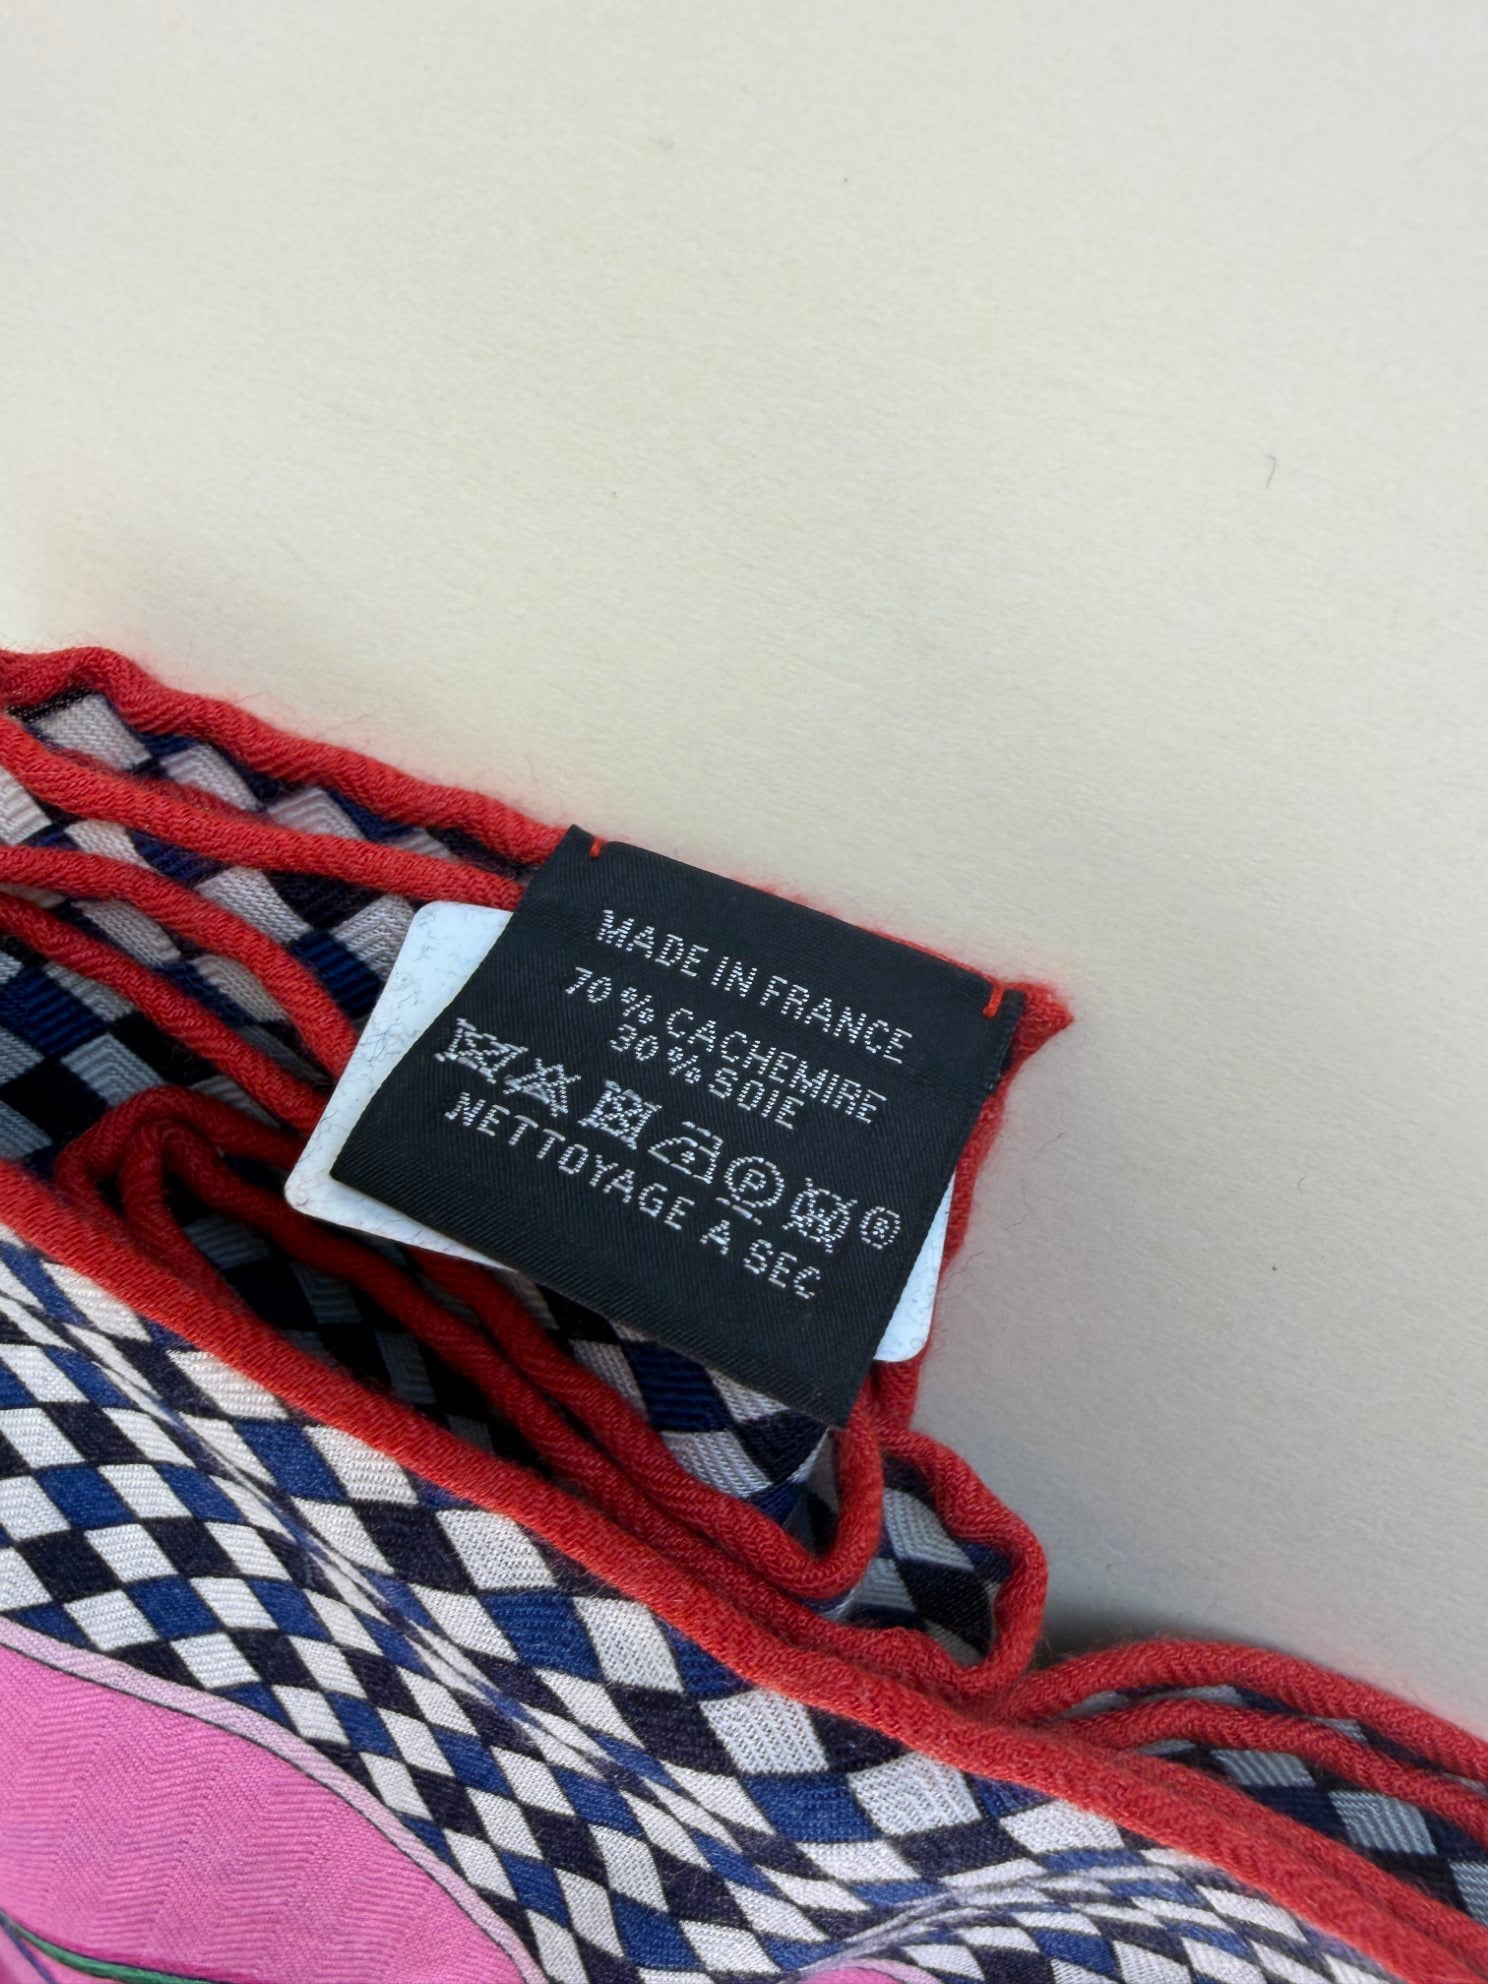 MADE IN FRANCE
70 % CACHEMIRE
30 % SOIE
P W ®
NETTOYAGE A SEC